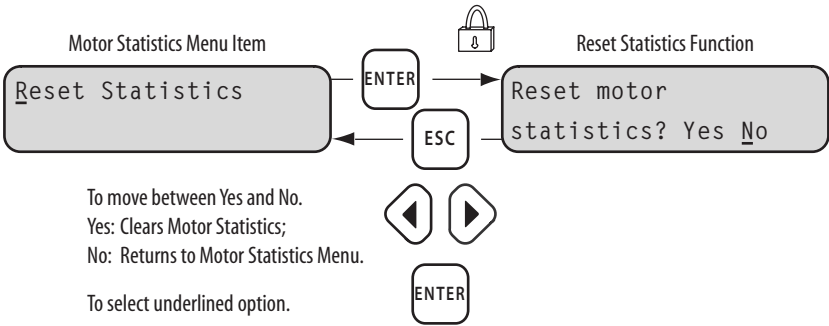 Motor Statistics Menu Item
Reset Statistics
ENTER
ESC
Reset Statistics Function
Reset motor
statistics? Yes No
To move between Yes and No.
Yes: Clears Motor Statistics;
No: Returns to Motor Statistics Menu.
To select underlined option.
ENTER